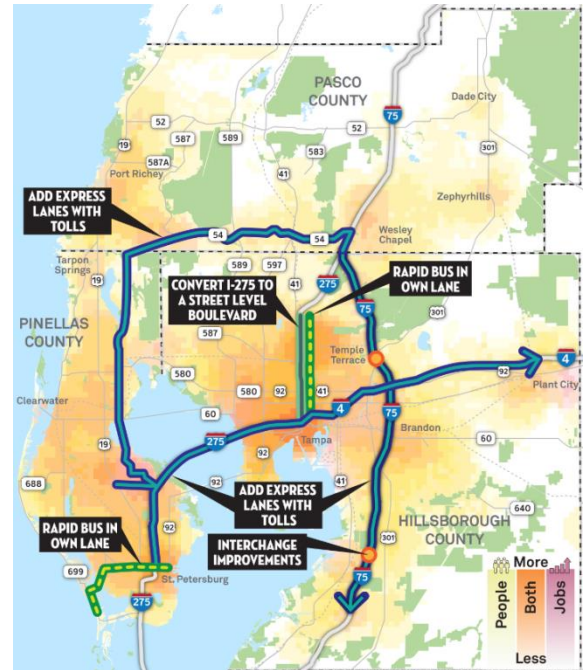 PASCO
COUNTY
75
Dade City
52
19
52
587
589
583
587A
41
301
Port Richey
Zephyrhills
ADD EXPRESS
LANES WITH
TOLLS
54
54
Wesley
Chapel
Tarpon
Springs
589
597
275
CONVERT I-275 TO
A STREET LEVEL
BOULEVARD
RAPID BUS IN
OWN LANE
41
75
301
PINELLAS
COUNTY
587
Temple
Terrace
4
580
580
92
41
92
Plant City
Clearwater
60
4
75
275
Tampa
Brandon
60
19
92
688
92
41
ADD EXPRESS
LANES WITH
TOLLS
640
HILLSBOROUGH
COUNTY
RAPID BUS IN
OWN LANE
92
INTERCHANGE
IMPROVEMENTS
301
699
St. Petersburg
75
275
More
People
Both
Jobs
Less